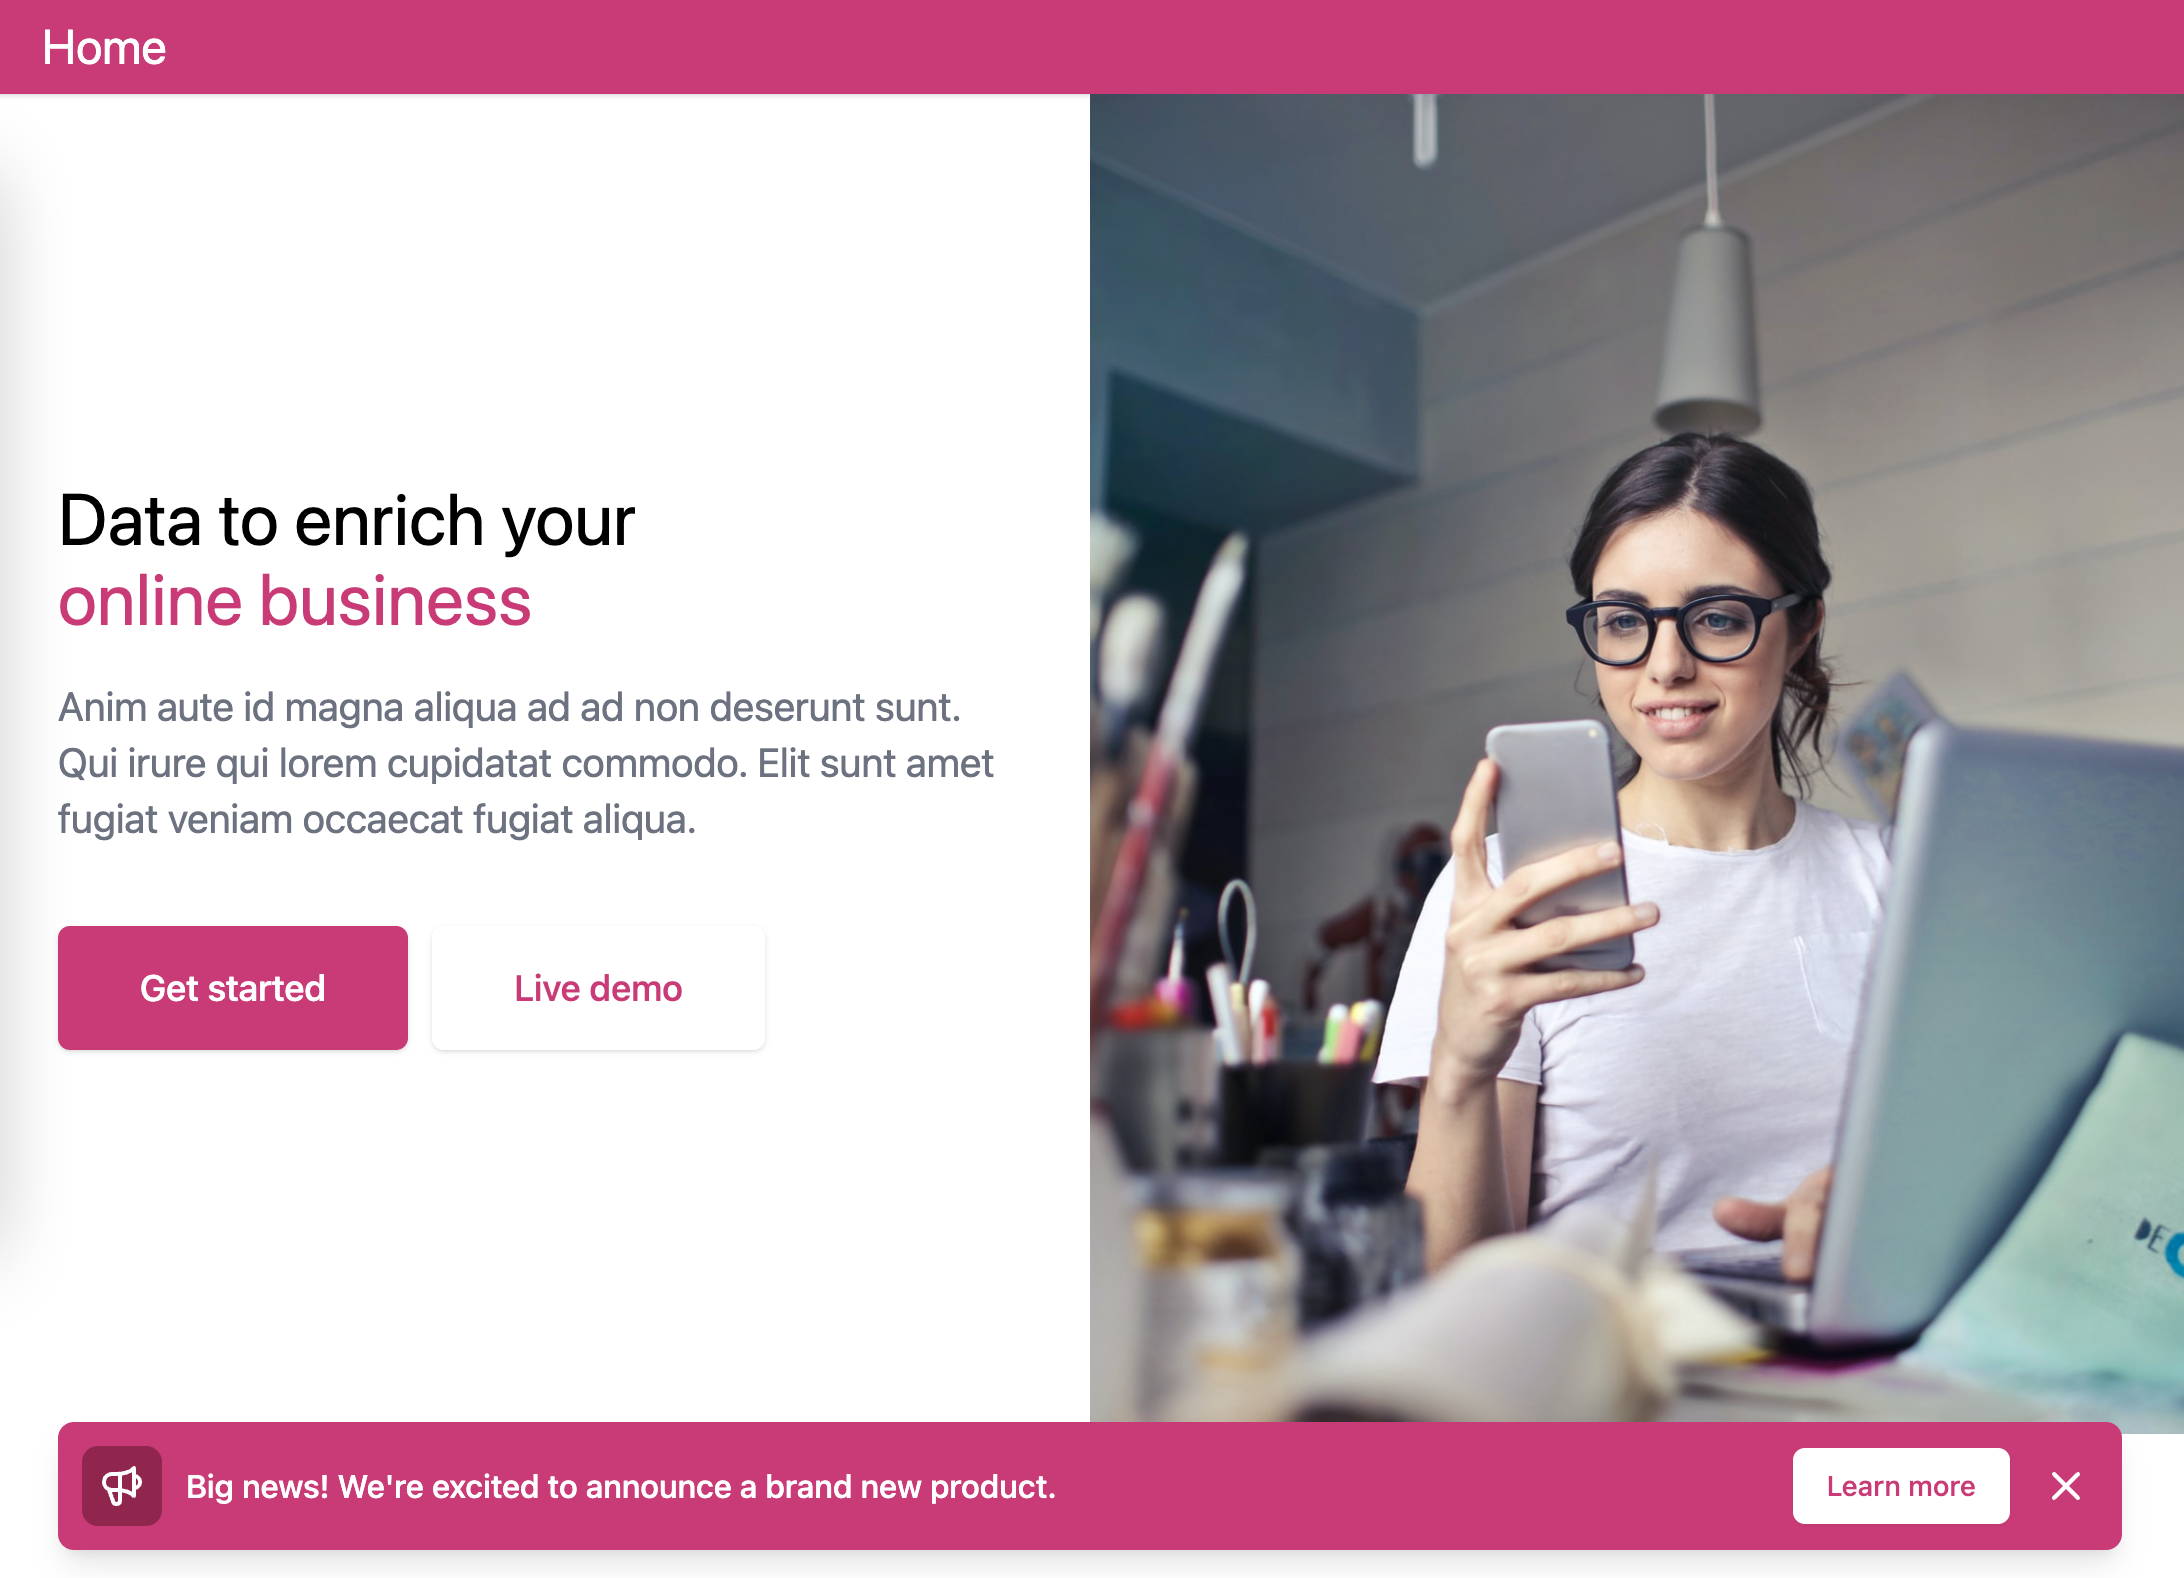 Home
Data to enrich your
online business
Anim aute id magna aliqua ad ad non deserunt sunt.
Qui irure qui lorem cupidatat commodo. Elit sunt amet
fugiat veniam occaecat fugiat aliqua.
Get started
Live demo
DE
Big news! We're excited to announce a brand new product.
Learn more